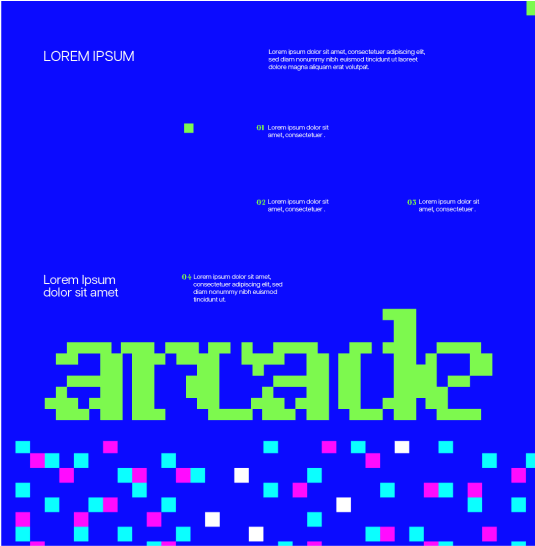 LOREM IPSUM
Lorem ipsum dolor sit amet, consectetuer adipiscing elit,
sed diam nonummy nibh euismod tincidunt ut laoreet
dolore magna aliquam erat volutpat.
01 Lorem ipsum dolor sit
amet, consectetuer .
02 Lorem ipsum dolor sit
amet, consectetuer .
03 Lorem ipsum dolor sit
amet, consectetuer .
Lorem Ipsum
dolor sit amet
04 Lorem ipsum dolor sit amet,
consectetuer adipiscing elit, sed
diam nonummy nibh euismod
tincidunt ut.
arcade